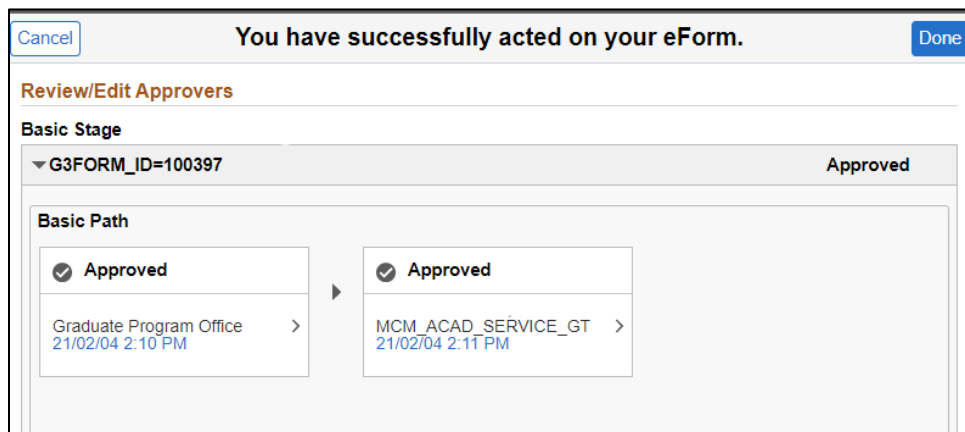 Cancel
You have successfully acted on your eForm.
Done
Review/Edit Approvers
Basic Stage
G3FORM_ID=100397
Approved
Basic Path
Approved
Graduate Program Office
21/02/04 2:10 PM
Approved
MCM_ACAD_SERVICE_GT
21/02/04 2:11 PM